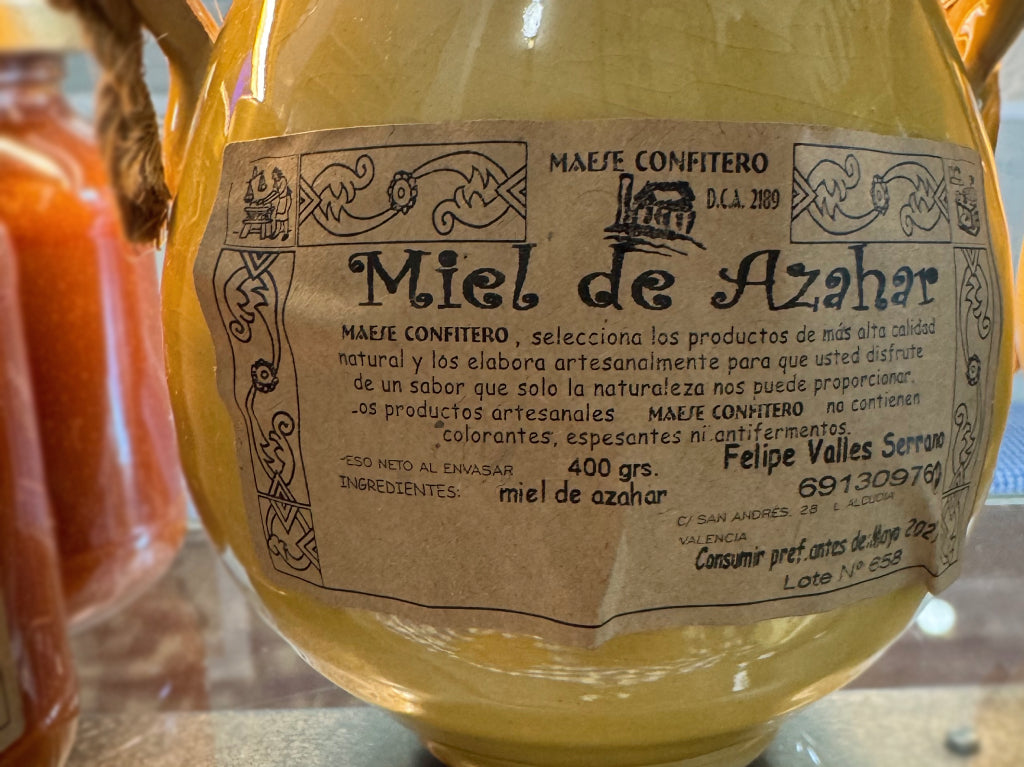 MAESE CONFITERO
D.C.A. 2189
Miel de Azahar
MAESE CONFITERO, selecciona los productos de más alta calidad
natural y los elabora artesanalmente para que usted disfrute
de un sabor que solo la naturaleza nos puede proporcionar.
os productos artesanales MAESE CONFITERO no contienen
colorantes, espesantes ni antifermentos.
Felipe Valles Serrano
ESO NETO AL ENVASAR 400 grs.
691309760
INGREDIENTES: miel de azahar
C/ SAN ANDRÉS. 28 L ALCUDIA
VALENCIA
Consumir pref. antes de: Mayo
Lote Nº 658